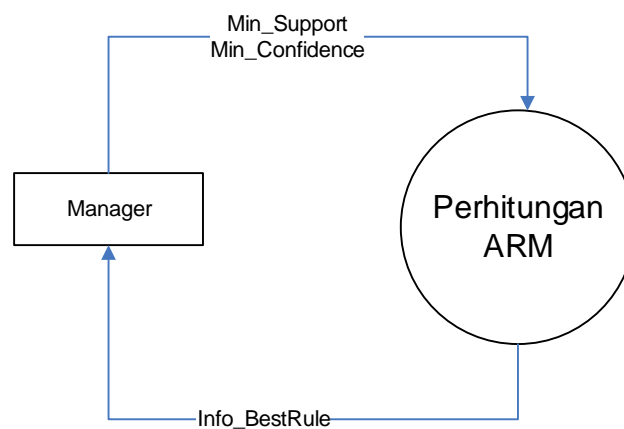 Min_Support
Min_Confidence
Manager
Perhitungan
ARM
Info_BestRule